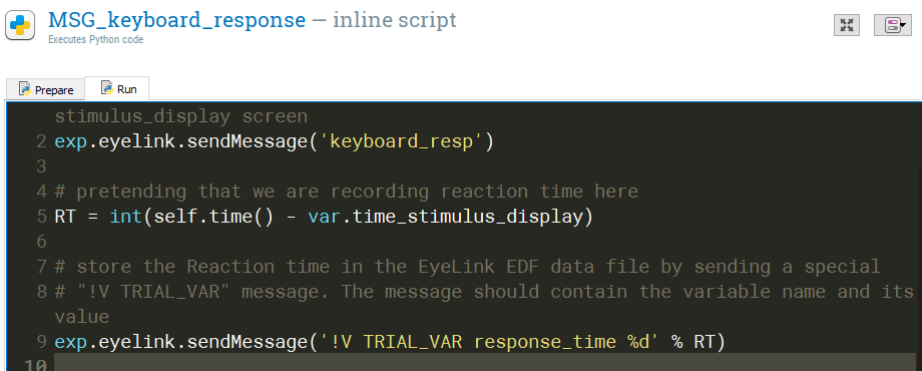 MSG_keyboard_response — inline script
Executes Python code
Prepare Run
stimulus_display screen
2 exp.eyelink.sendMessage('keyboard_resp')
3
4 # pretending that we are recording reaction time here
5 RT = int(self.time() - var.time_stimulus_display)
6
7 # store the Reaction time in the EyeLink EDF data file by sending a special
8 # "!V TRIAL_VAR" message. The message should contain the variable name and its
value
9 exp.eyelink.sendMessage('!V TRIAL_VAR response_time %d' % RT)
10